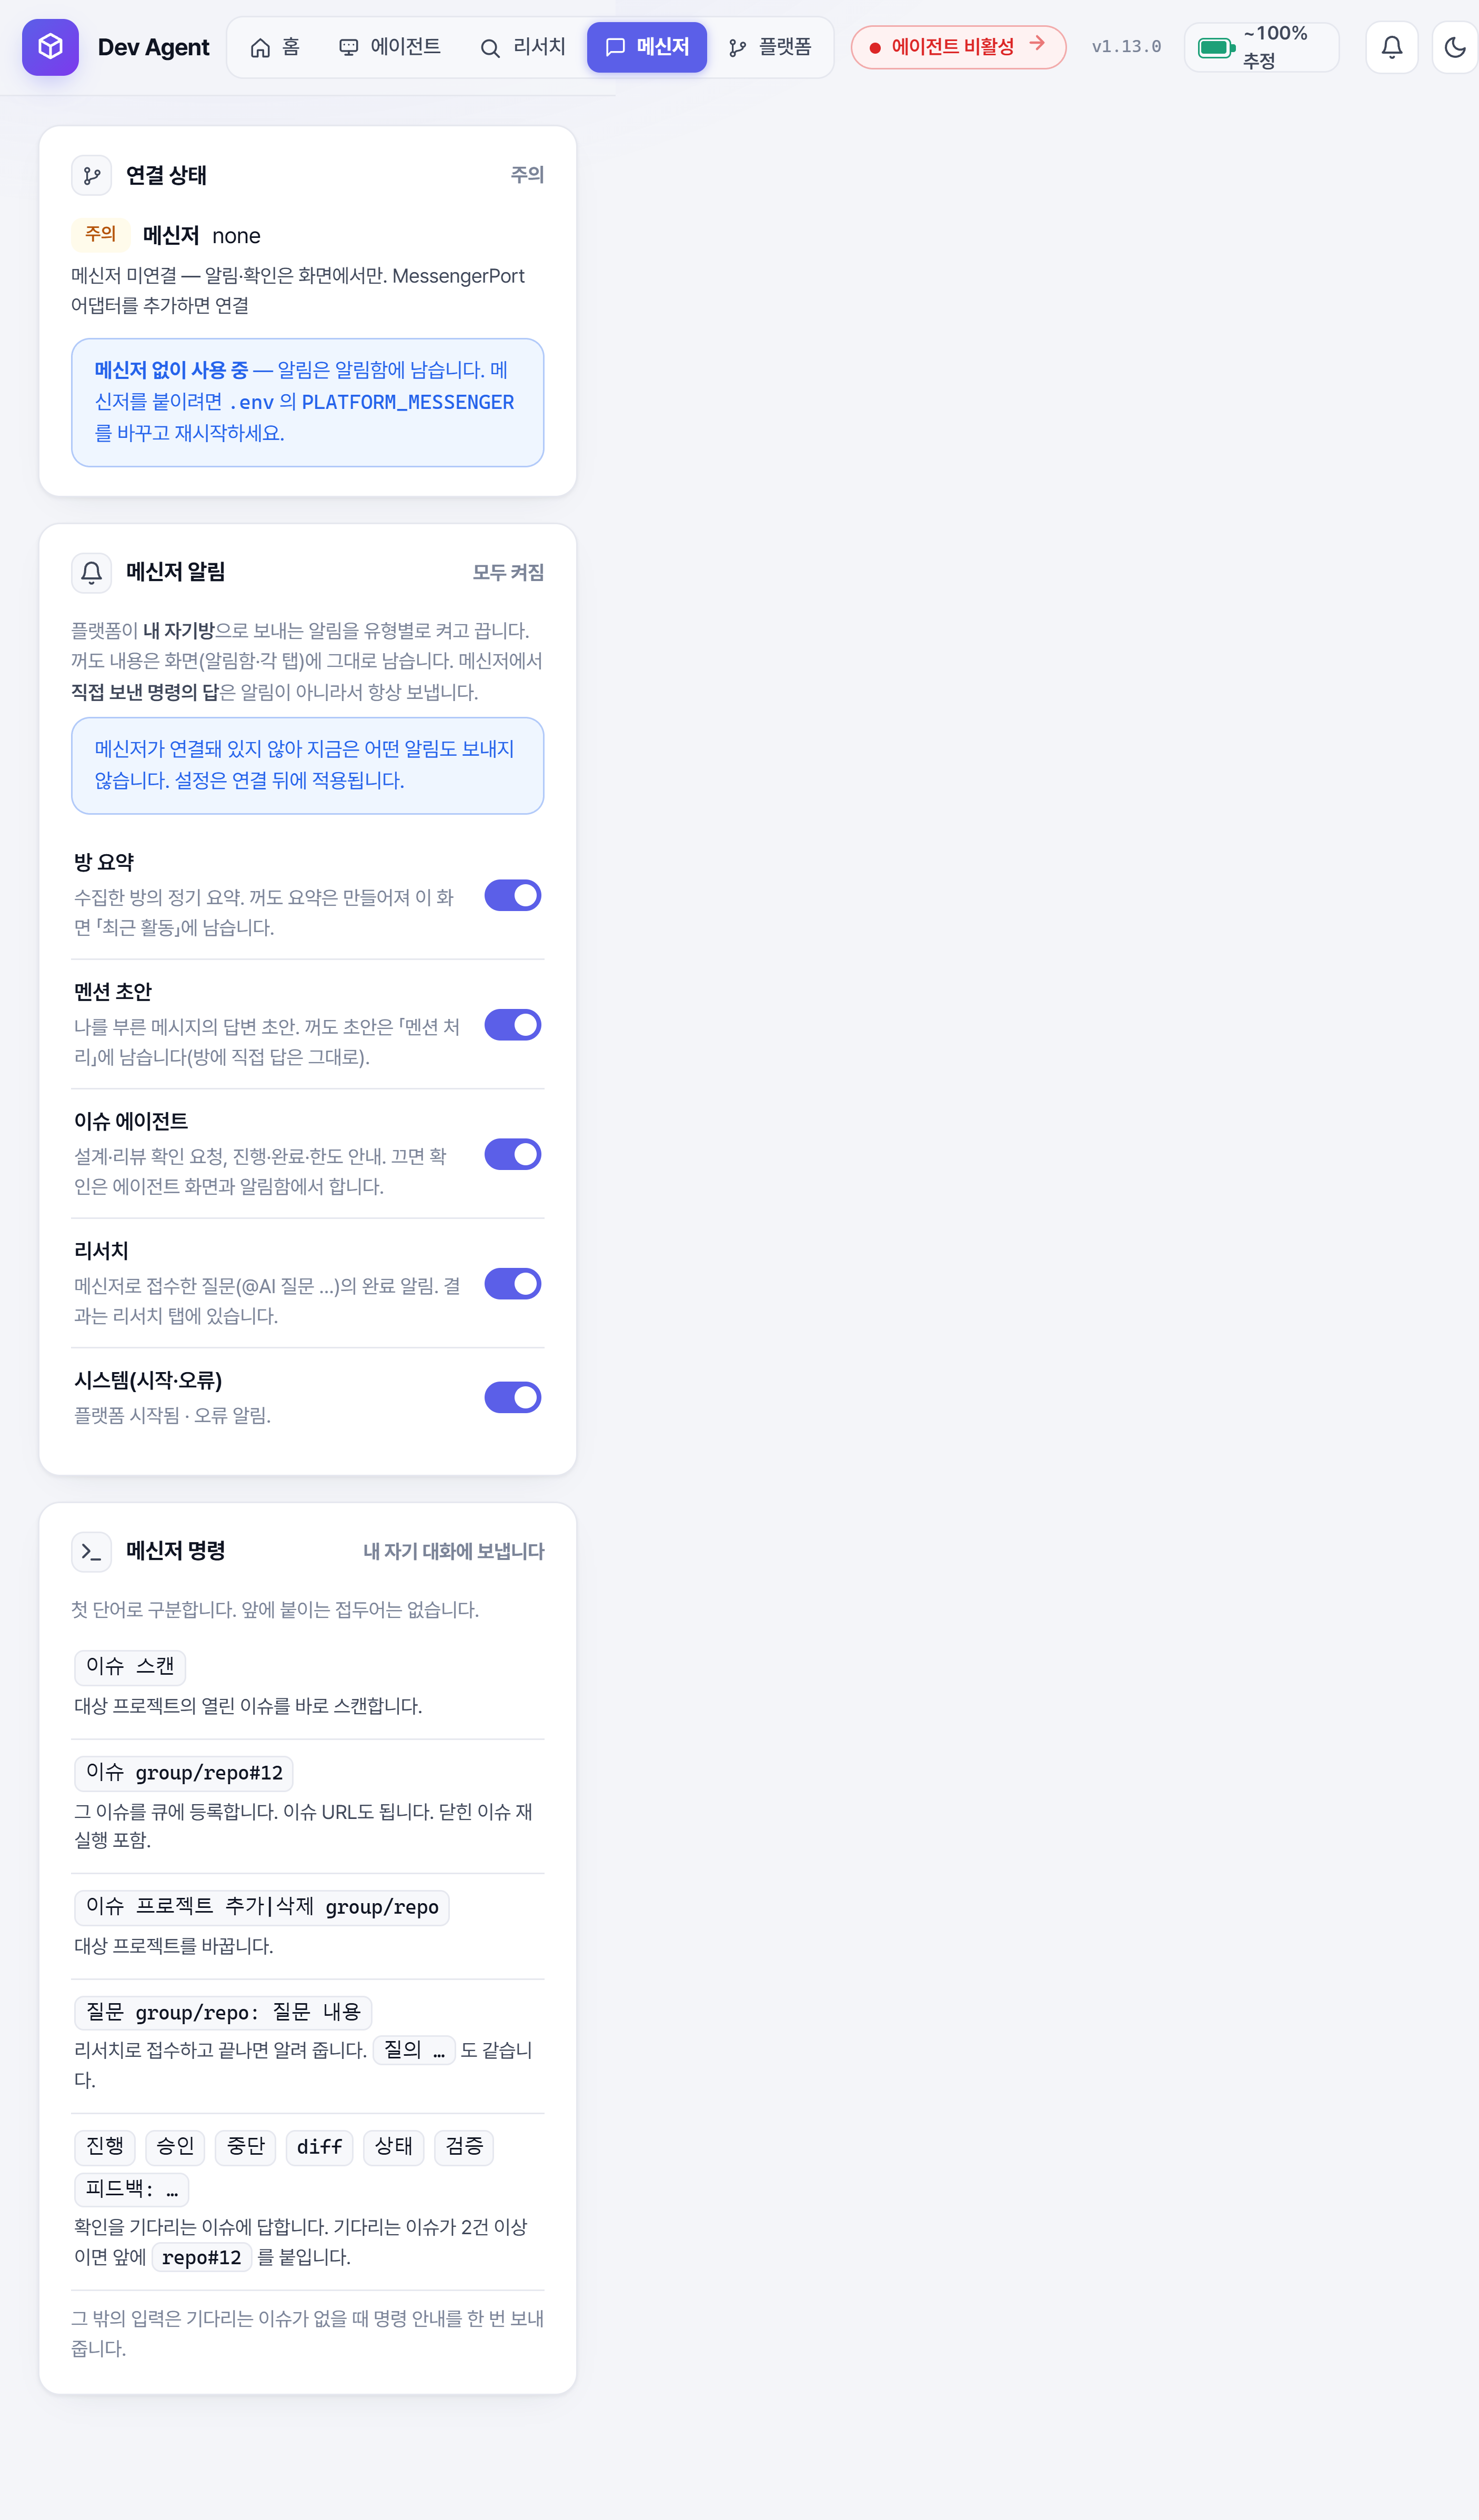 Dev Agent
홈
에이전트
리서치
메신저
플랫폼
에이전트 비활성 →
v1.13.0
~100%
추정
연결 상태
주의
주의 메신저 none
메신저 미연결 — 알림·확인은 화면에서만. MessengerPort
어댑터를 추가하면 연결
메신저 없이 사용 중 — 알림은 알림함에 남습니다. 메
신저를 붙이려면 .env 의 PLATFORM_MESSENGER
를 바꾸고 재시작하세요.
메신저 알림
모두 켜짐
플랫폼이 내 자기방으로 보내는 알림을 유형별로 켜고 끕니다.
꺼도 내용은 화면(알림함·각 탭)에 그대로 남습니다. 메신저에서
직접 보낸 명령의 답은 알림이 아니라서 항상 보냅니다.
메신저가 연결돼 있지 않아 지금은 어떤 알림도 보내지
않습니다. 설정은 연결 뒤에 적용됩니다.
방 요약
수집한 방의 정기 요약. 꺼도 요약은 만들어져 이 화
면 「최근 활동」에 남습니다.
멘션 초안
나를 부른 메시지의 답변 초안. 꺼도 초안은 「멘션 처
리」에 남습니다(방에 직접 답은 그대로).
이슈 에이전트
설계·리뷰 확인 요청, 진행·완료·한도 안내. 끄면 확
인은 에이전트 화면과 알림함에서 합니다.
리서치
메신저로 접수한 질문(@AI 질문 …)의 완료 알림. 결
과는 리서치 탭에 있습니다.
시스템(시작·오류)
플랫폼 시작됨 · 오류 알림.
메신저 명령
내 자기 대화에 보냅니다
첫 단어로 구분합니다. 앞에 붙이는 접두어는 없습니다.
이슈 스캔
대상 프로젝트의 열린 이슈를 바로 스캔합니다.
이슈 group/repo#12
그 이슈를 큐에 등록합니다. 이슈 URL도 됩니다. 닫힌 이슈 재
실행 포함.
이슈 프로젝트 추가|삭제 group/repo
대상 프로젝트를 바꿉니다.
질문 group/repo: 질문 내용
리서치로 접수하고 끝나면 알려 줍니다. 질의 … 도 같습니
다.
진행 승인 중단 diff 상태 검증
피드백: …
확인을 기다리는 이슈에 답합니다. 기다리는 이슈가 2건 이상
이면 앞에 repo#12 를 붙입니다.
그 밖의 입력은 기다리는 이슈가 없을 때 명령 안내를 한 번 보내
줍니다.